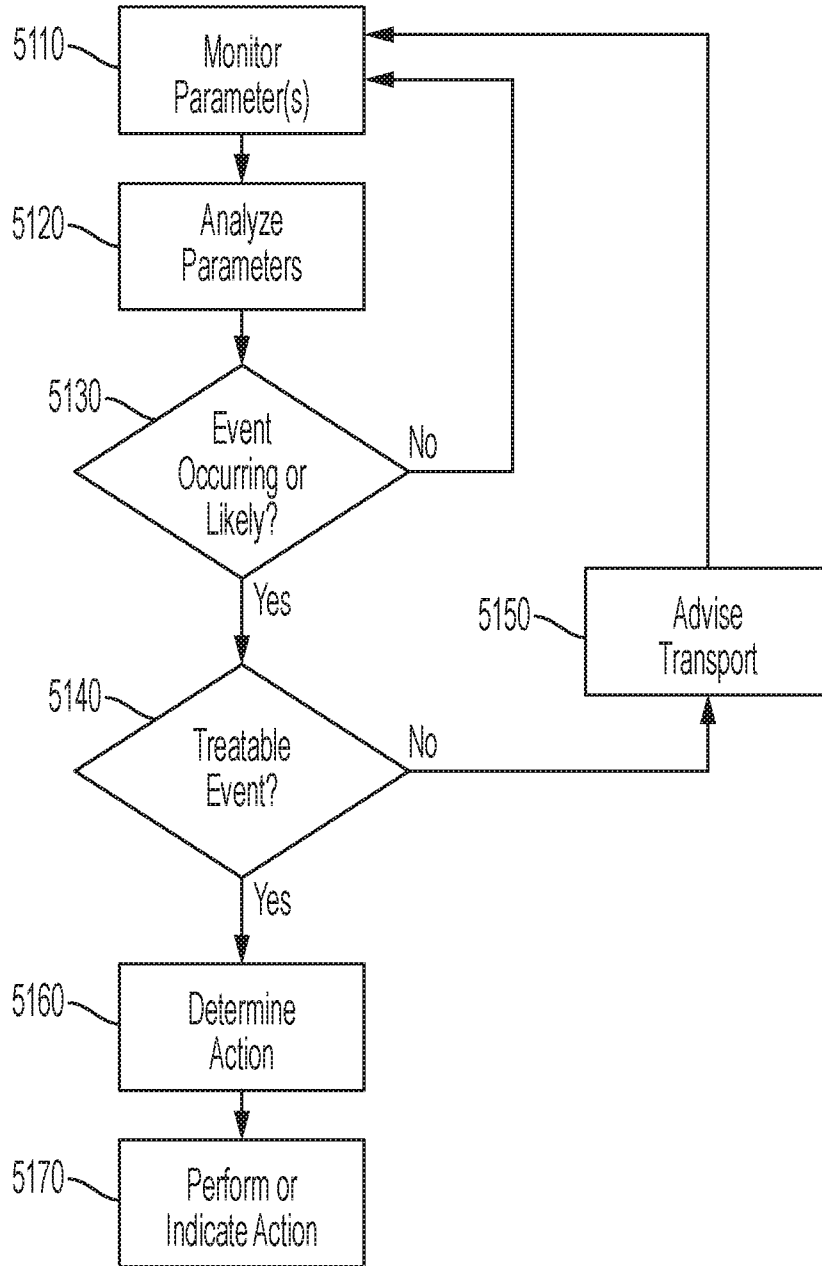 5110
Monitor
Parameter(s)
5120
Analyze
Parameters
5130
Event
Occurring or
Likely?
No
Yes
5150
Advise
Transport
5140
Treatable
Event?
No
Yes
5160
Determine
Action
5170
Perform or
Indicate Action